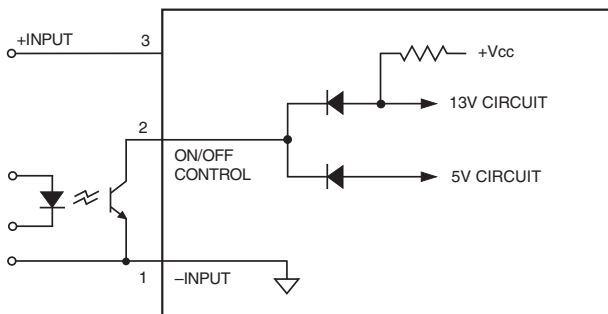 +INPUT
3
+Vcc
13V CIRCUIT
2
ON/OFF
CONTROL
5V CIRCUIT
1
–INPUT